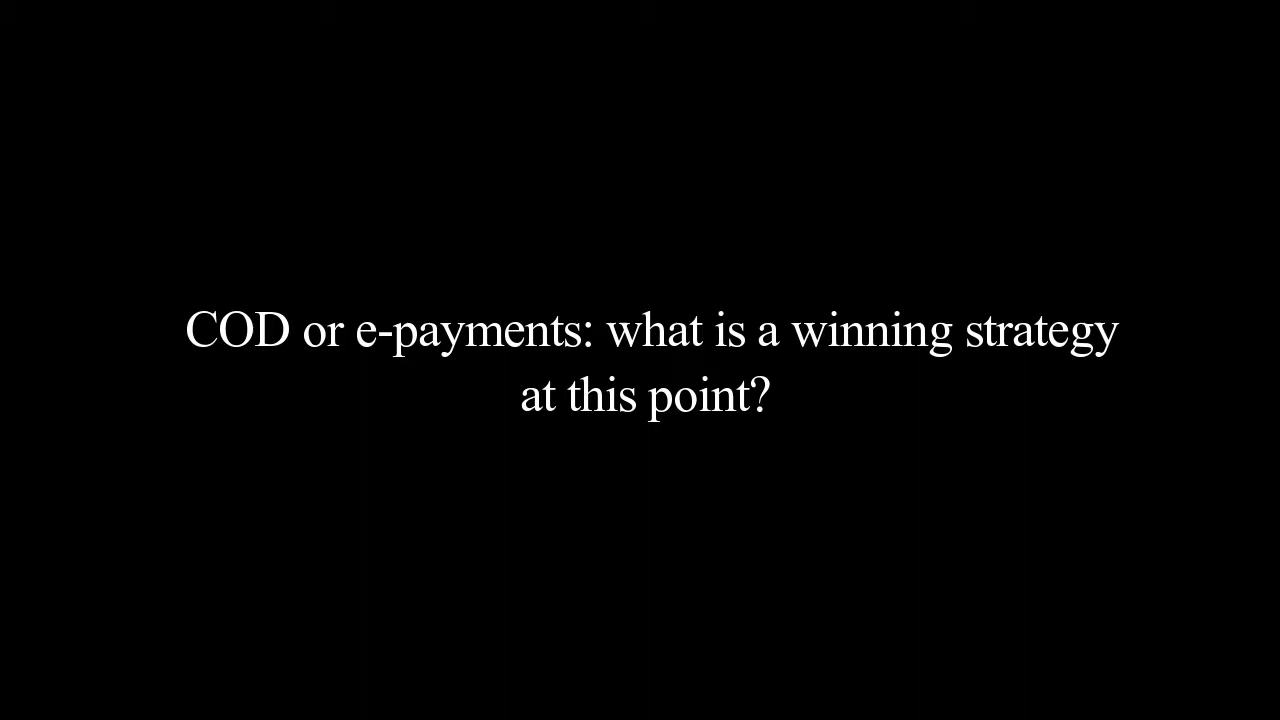 COD or e-payments: what is a winning strategy
at this point?